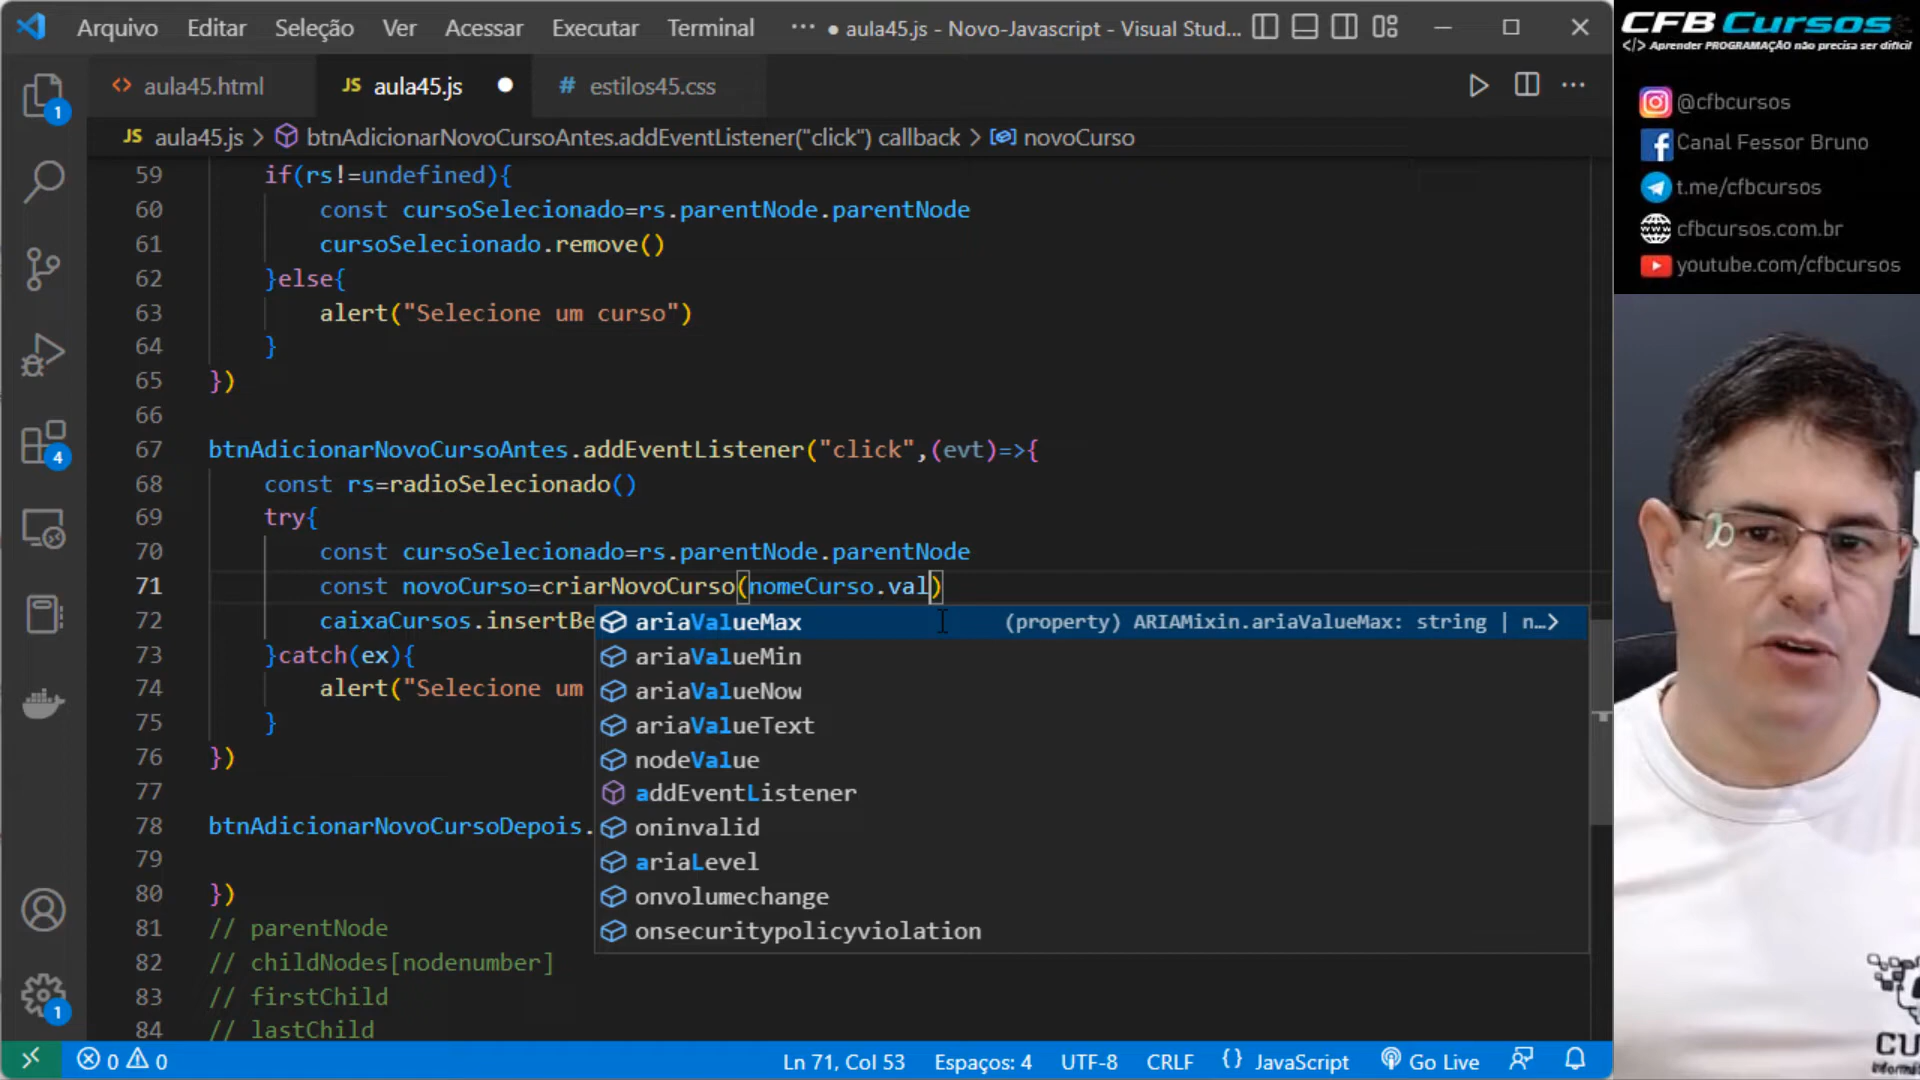 Arquivo Editar Seleção Ver Acessar Executar Terminal ··· ● aula45.js - Novo-Javascript - Visual Stud...
<> aula45.html JS aula45.js # estilos45.css ···
JS aula45.js > btnAdicionarNovoCursoAntes.addEventListener("click") callback > novoCurso
59 if(rs!=undefined){
60 const cursoSelecionado=rs.parentNode.parentNode
61 cursoSelecionado.remove()
62 }else{
63 alert("Selecione um curso")
64 }
65 })
66
67 btnAdicionarNovoCursoAntes.addEventListener("click",(evt)=>{
68 const rs=radioSelecionado()
69 try{
70 const cursoSelecionado=rs.parentNode.parentNode
71 const novoCurso=criarNovoCurso(nomeCurso.val)
72 caixaCursos.insertBe
73 }catch(ex){
74 alert("Selecione um
75 }
76 })
77
78 btnAdicionarNovoCursoDepois.
79
80 })
81 // parentNode
82 // childNodes[nodenumber]
83 // firstChild
84 // lastChild
ariaValueMax (property) ARIAMixin.ariaValueMax: string | n…>
ariaValueMin
ariaValueNow
ariaValueText
nodeValue
addEventListener
oninvalid
ariaLevel
onvolumechange
onsecuritypolicyviolation
1
4
1
0 0 Ln 71, Col 53 Espaços: 4 UTF-8 CRLF {} JavaScript Go Live
CFB Cursos
</> Aprender PROGRAMAÇÃO não precisa ser difícil
@cfbcursos
Canal Fessor Bruno
t.me/cfbcursos
cfbcursos.com.br
youtube.com/cfbcursos